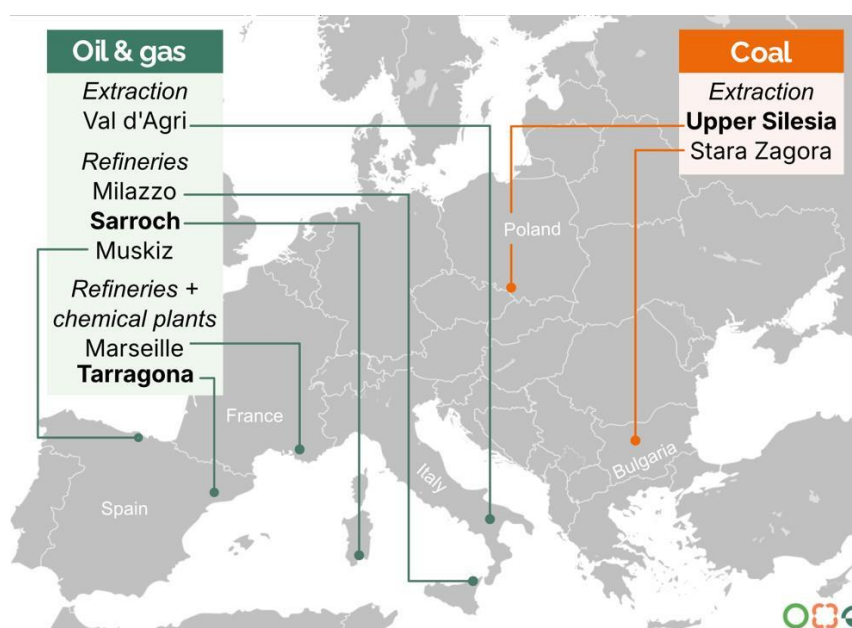 Oil & gas
Extraction
Val d'Agri
Refineries
Milazzo
Sarroch
Muskiz
Refineries +
chemical plants
Marseille
Tarragona
Coal
Extraction
Upper Silesia
Stara Zagora
Poland
France
Spain
Italy
Bulgaria